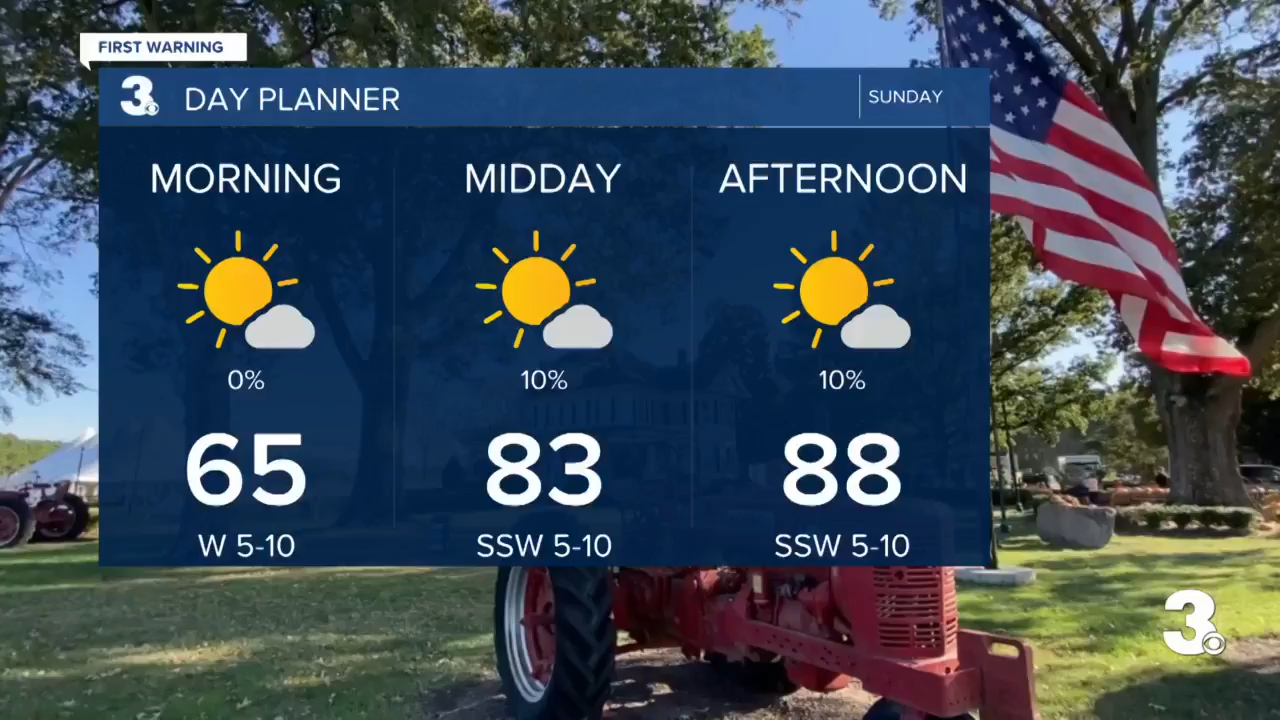 FIRST WARNING
3 DAY PLANNER
SUNDAY
MORNING
MIDDAY
AFTERNOON
0%
10%
10%
65
83
88
W 5-10
SSW 5-10
SSW 5-10
3